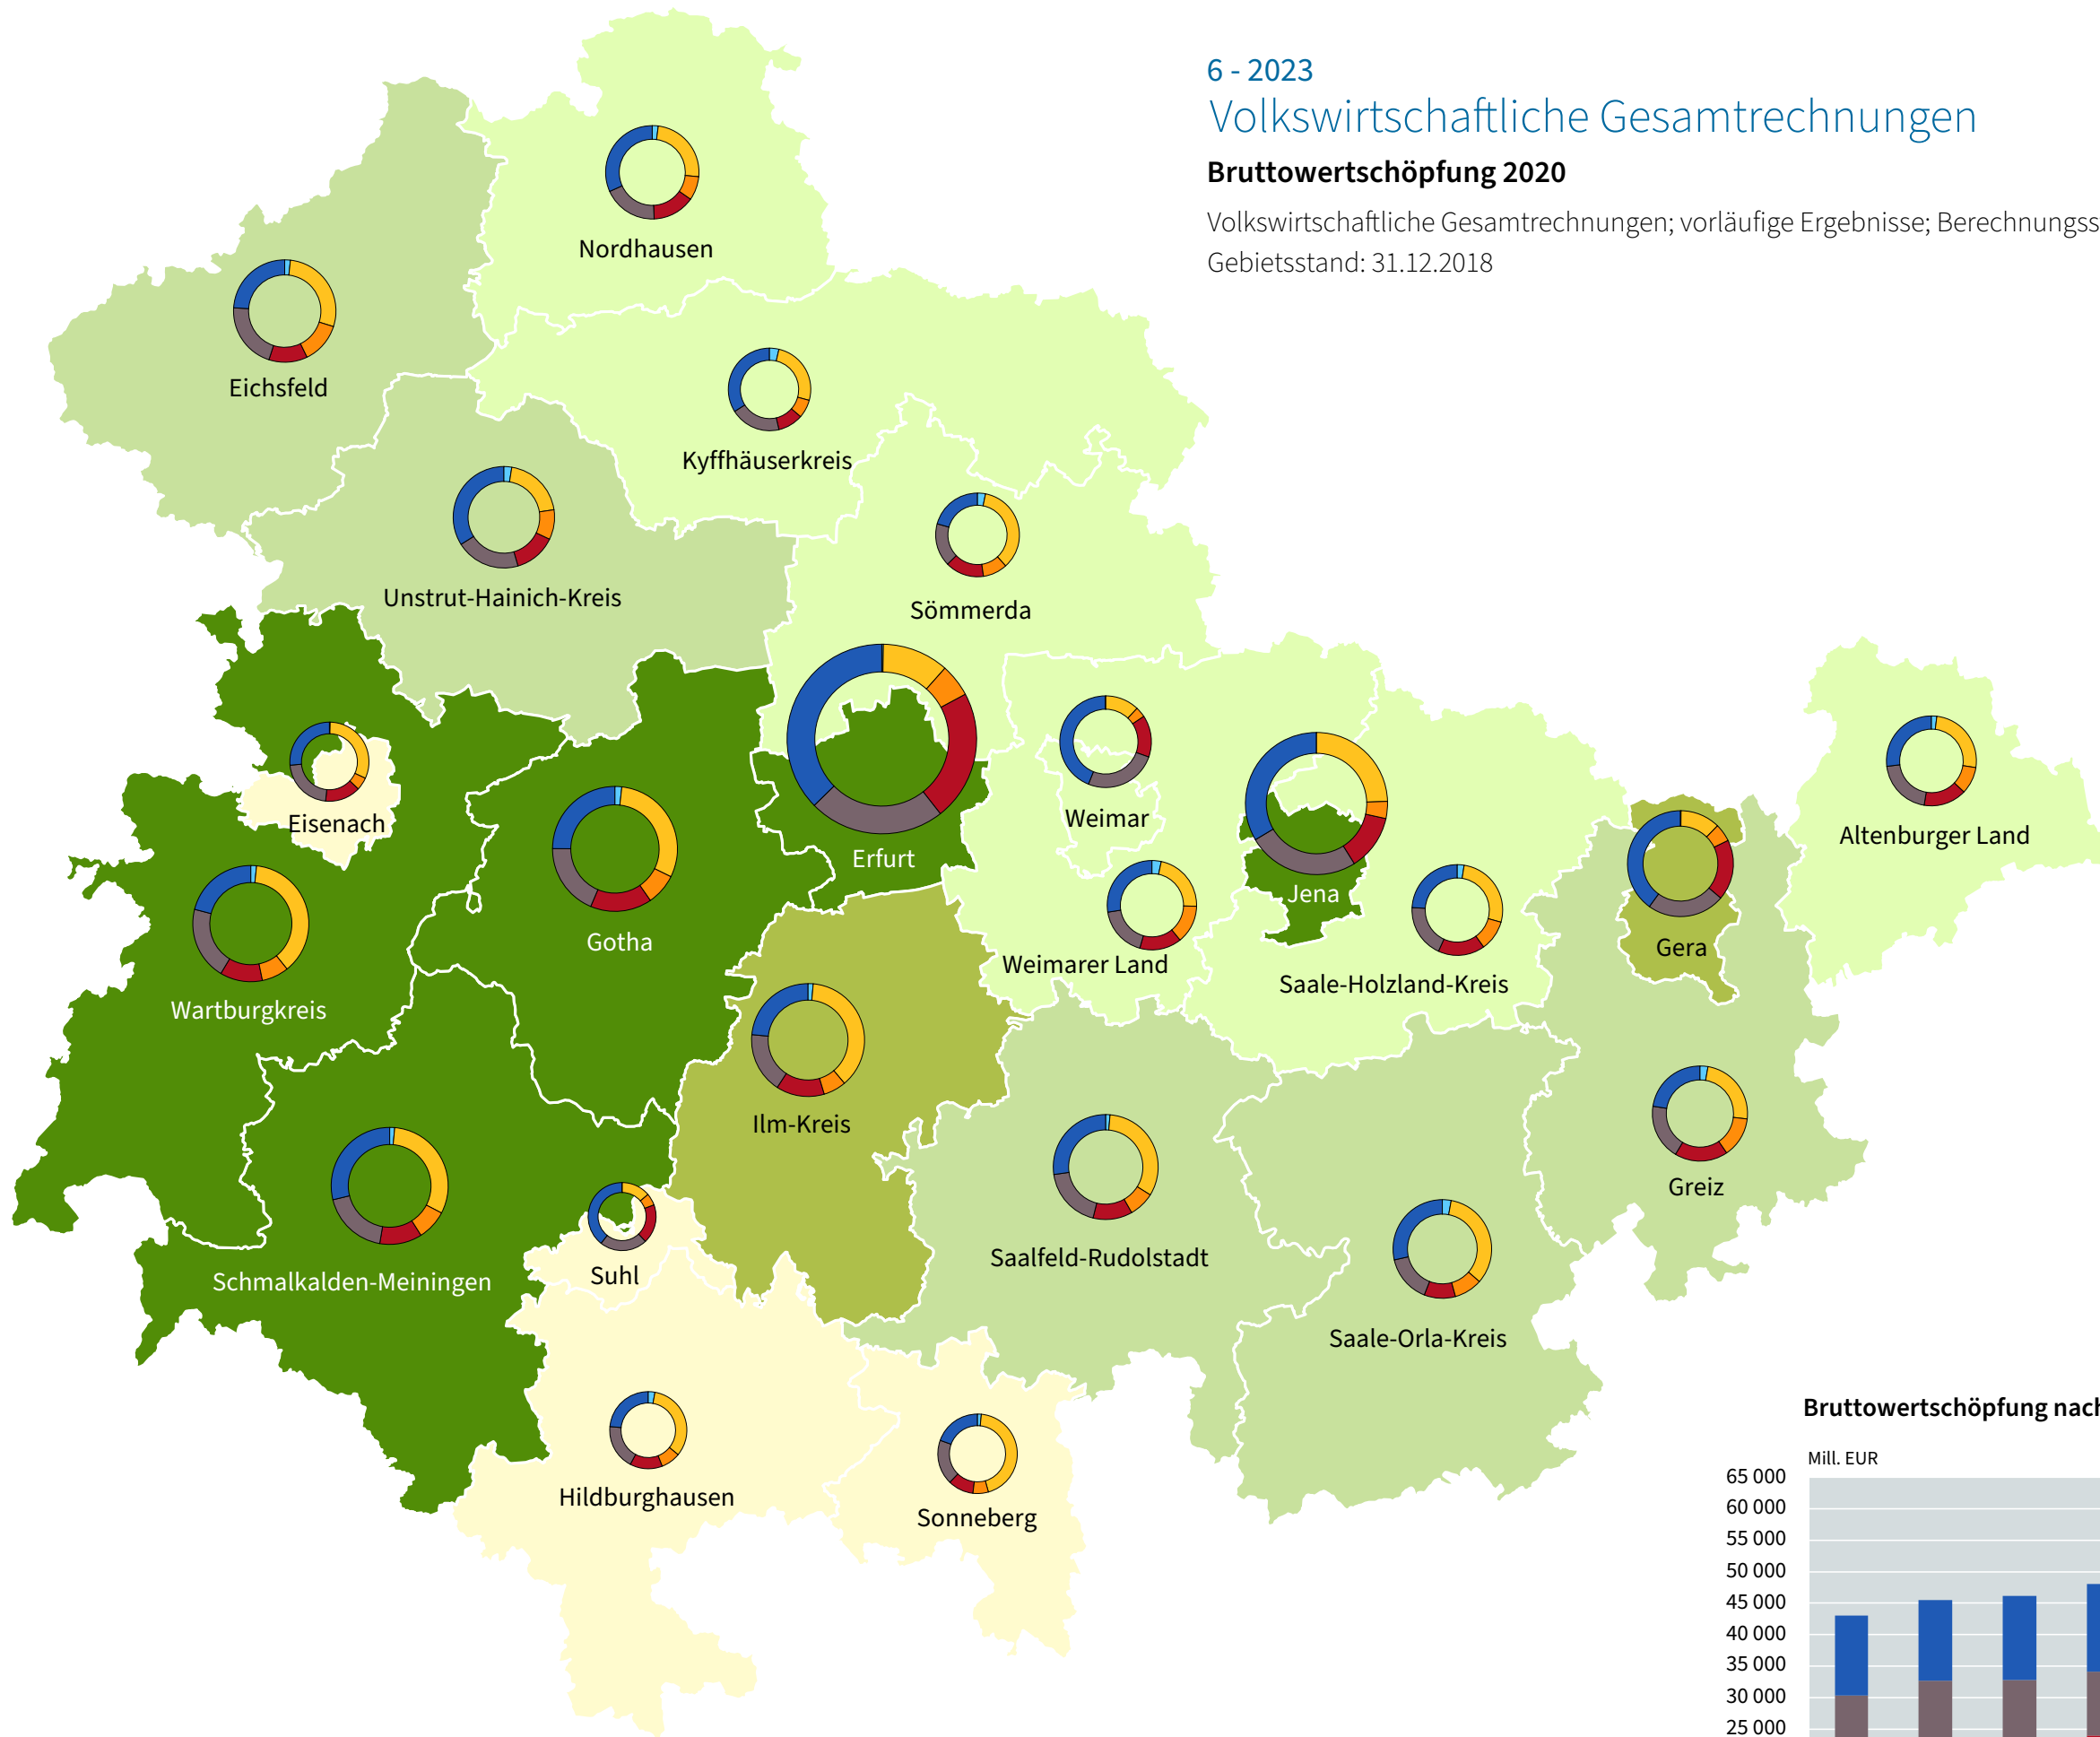 6 - 2023
Volkswirtschaftliche Gesamtrechnungen
Bruttowertschöpfung 2020
Volkswirtschaftliche Gesamtrechnungen; vorläufige Ergebnisse; Berechnungss
Gebietsstand: 31.12.2018
Nordhausen
Eichsfeld
Kyffhäuserkreis
Unstrut-Hainich-Kreis
Sömmerda
Eisenach
Weimar
Altenburger Land
Erfurt
Jena
Gotha
Gera
Weimarer Land
Saale-Holzland-Kreis
Wartburgkreis
Ilm-Kreis
Greiz
Saalfeld-Rudolstadt
Suhl
Schmalkalden-Meiningen
Saale-Orla-Kreis
Hildburghausen
Sonneberg
Bruttowertschöpfung nach
Mill. EUR
65 000
60 000
55 000
50 000
45 000
40 000
35 000
30 000
25 000